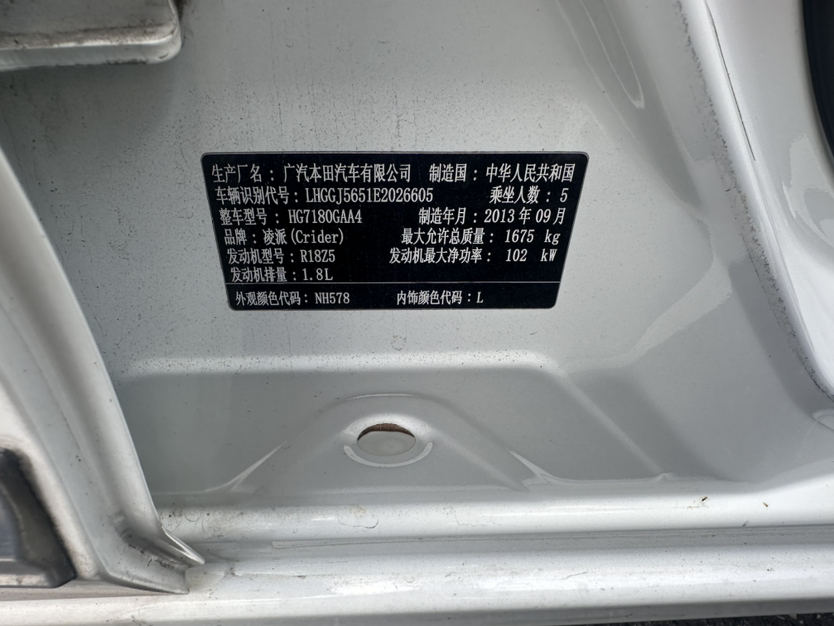 生产厂名：广汽本田汽车有限公司 制造国：中华人民共和国
车辆识别代号：LHGGJ5651E2026605 乘坐人数：5
整车型号：HG7180GAA4 制造年月：2013年09月
品牌：凌派(Crider) 最大允许总质量：1675 kg
发动机型号：R18Z5 发动机最大净功率：102 kW
发动机排量：1.8L
外观颜色代码：NH578 内饰颜色代码：L